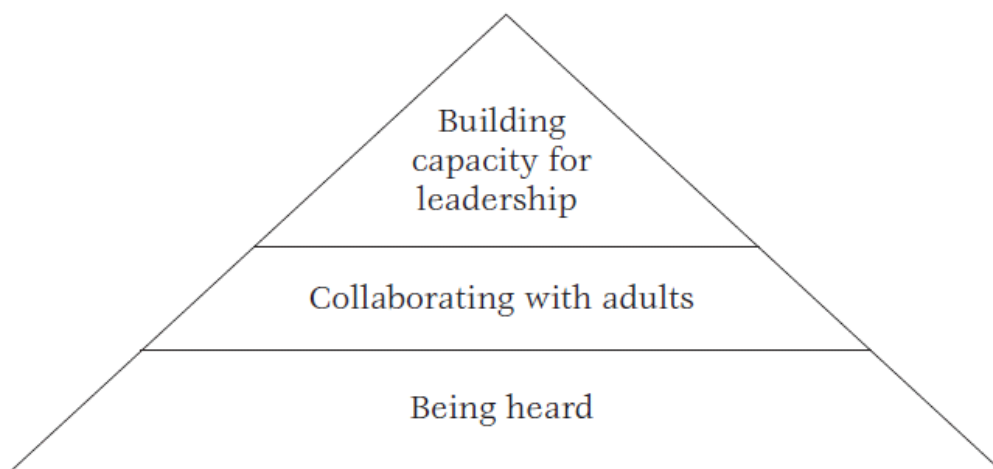 Building
capacity for
leadership
Collaborating with adults
Being heard